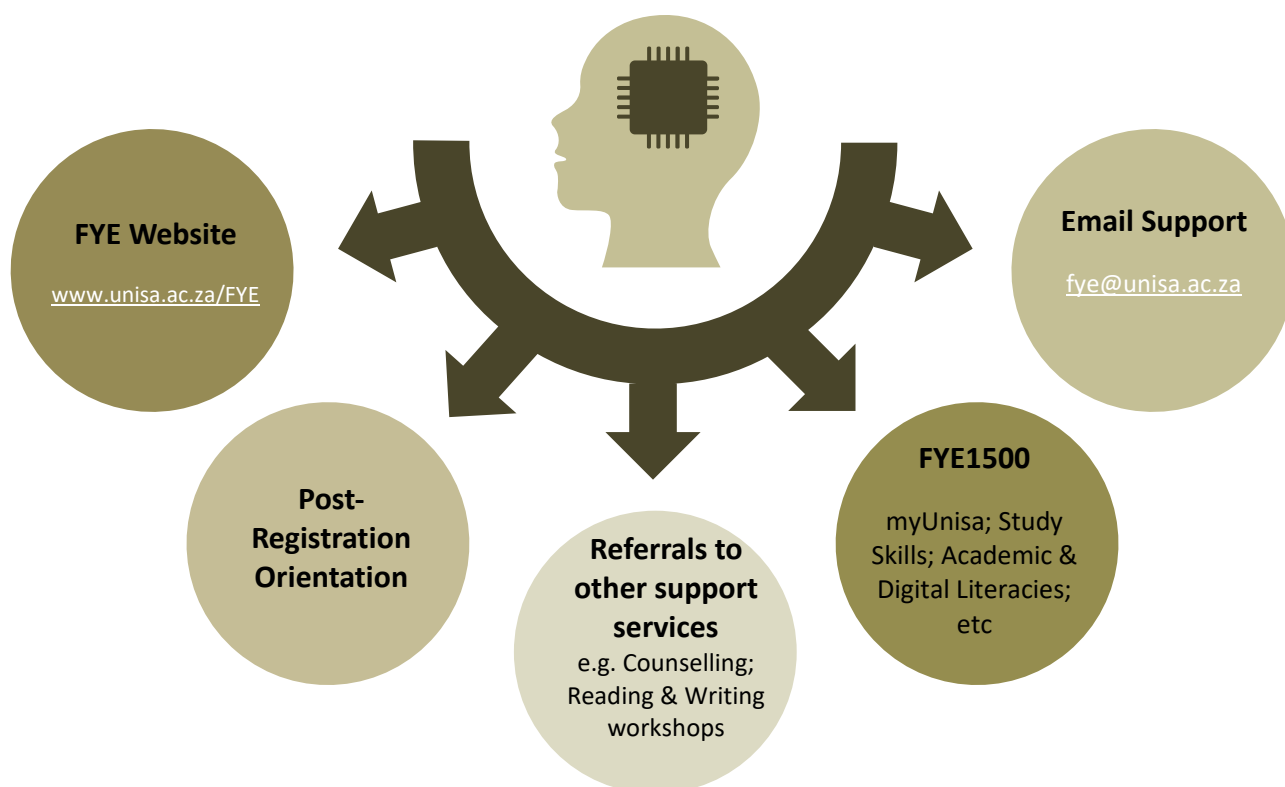 FYE Website
www.unisa.ac.za/FYE
Post-
Registration
Orientation
Referrals to
other support
services
e.g. Counselling;
Reading & Writing
workshops
FYE1500
myUnisa; Study
Skills; Academic &
Digital Literacies;
etc
Email Support
fye@unisa.ac.za